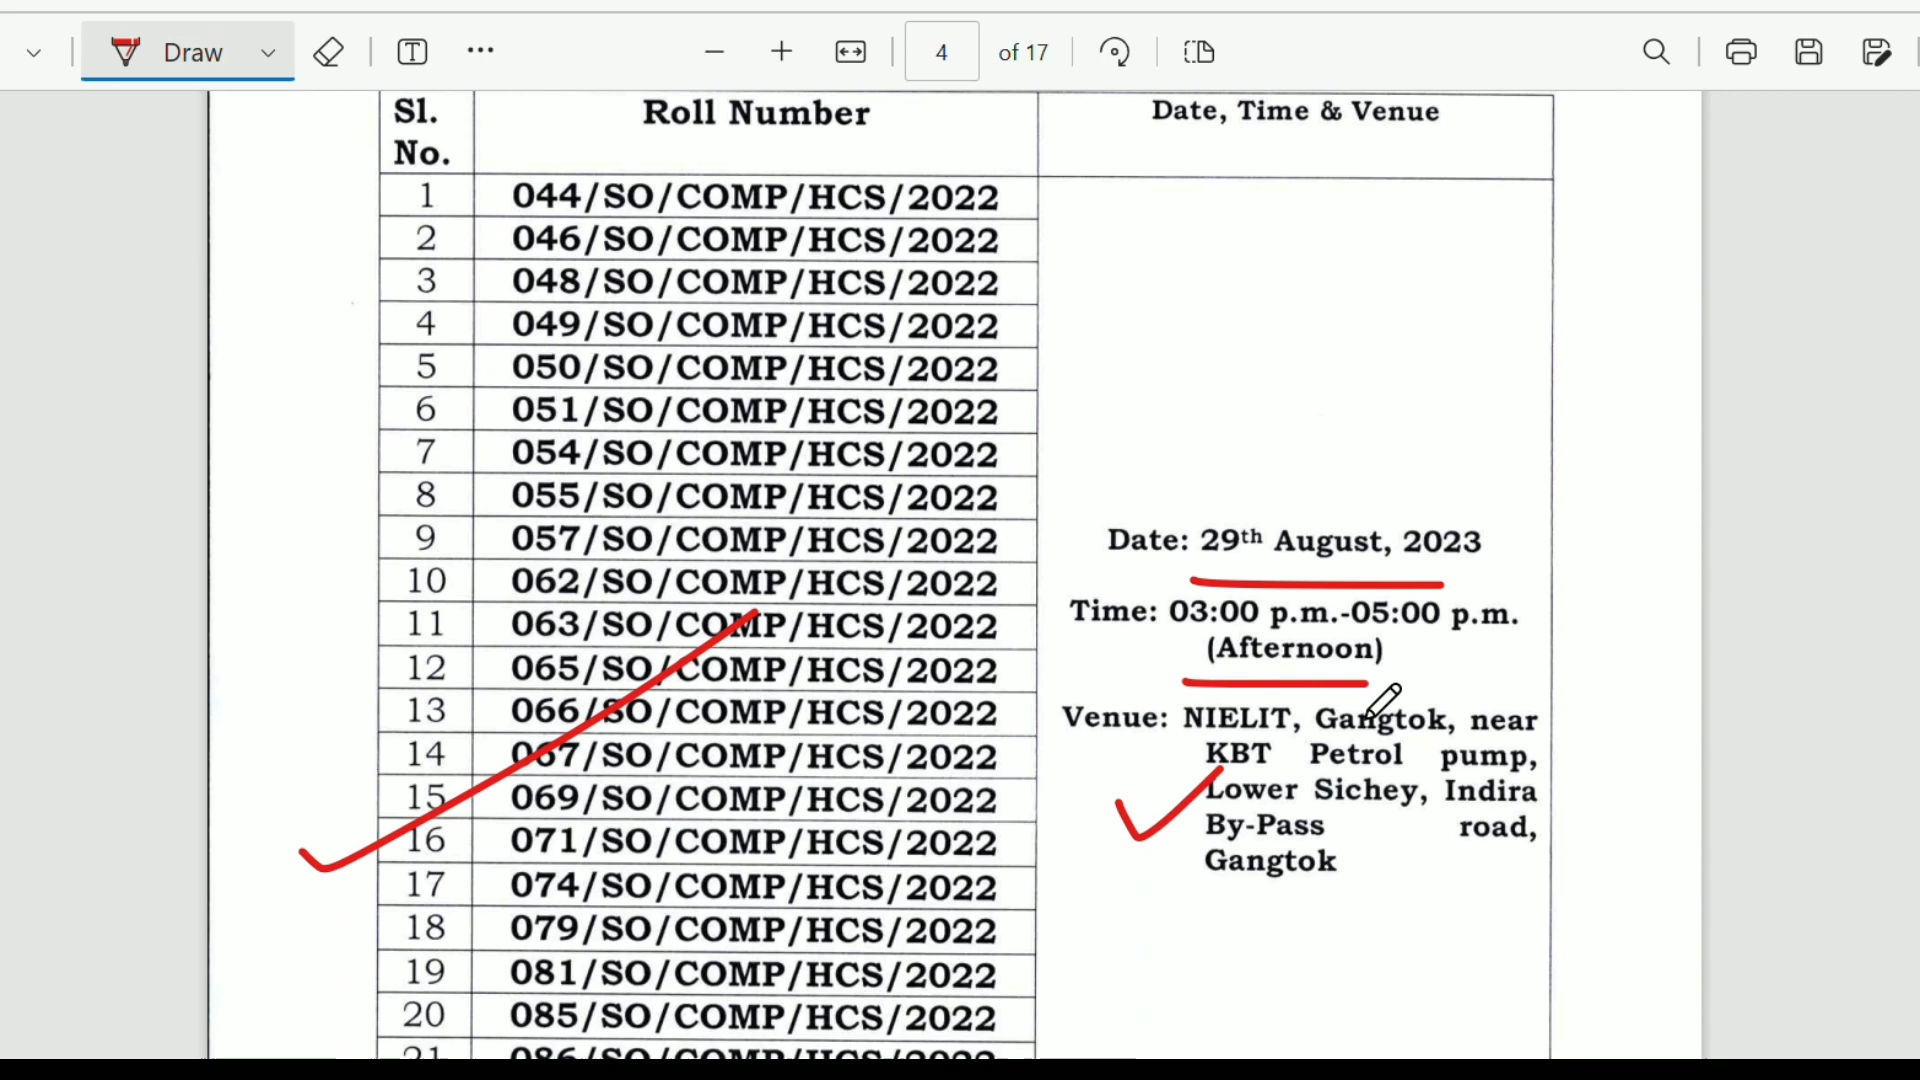 Draw
4 of 17
Sl. No. Roll Number Date, Time & Venue
1 044/SO/COMP/HCS/2022
2 046/SO/COMP/HCS/2022
3 048/SO/COMP/HCS/2022
4 049/SO/COMP/HCS/2022
5 050/SO/COMP/HCS/2022
6 051/SO/COMP/HCS/2022
7 054/SO/COMP/HCS/2022
8 055/SO/COMP/HCS/2022
9 057/SO/COMP/HCS/2022
10 062/SO/COMP/HCS/2022
11 063/SO/COMP/HCS/2022
12 065/SO/COMP/HCS/2022
13 066/SO/COMP/HCS/2022
14 067/SO/COMP/HCS/2022
15 069/SO/COMP/HCS/2022
16 071/SO/COMP/HCS/2022
17 074/SO/COMP/HCS/2022
18 079/SO/COMP/HCS/2022
19 081/SO/COMP/HCS/2022
20 085/SO/COMP/HCS/2022
21 086/SO/COMP/HCS/2022
Date: 29th August, 2023
Time: 03:00 p.m.-05:00 p.m.
(Afternoon)
Venue: NIELIT, Gangtok, near
KBT Petrol pump,
Lower Sichey, Indira
By-Pass road,
Gangtok